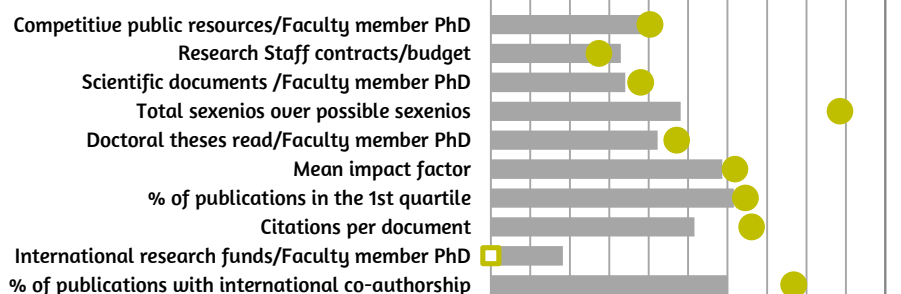 Competitive public resources/Faculty member PhD
Research Staff contracts/budget
Scientific documents /Faculty member PhD
Total sexenios over possible sexenios
Doctoral theses read/Faculty member PhD
Mean impact factor
% of publications in the 1st quartile
Citations per document
International research funds/Faculty member PhD
% of publications with international co-authorship